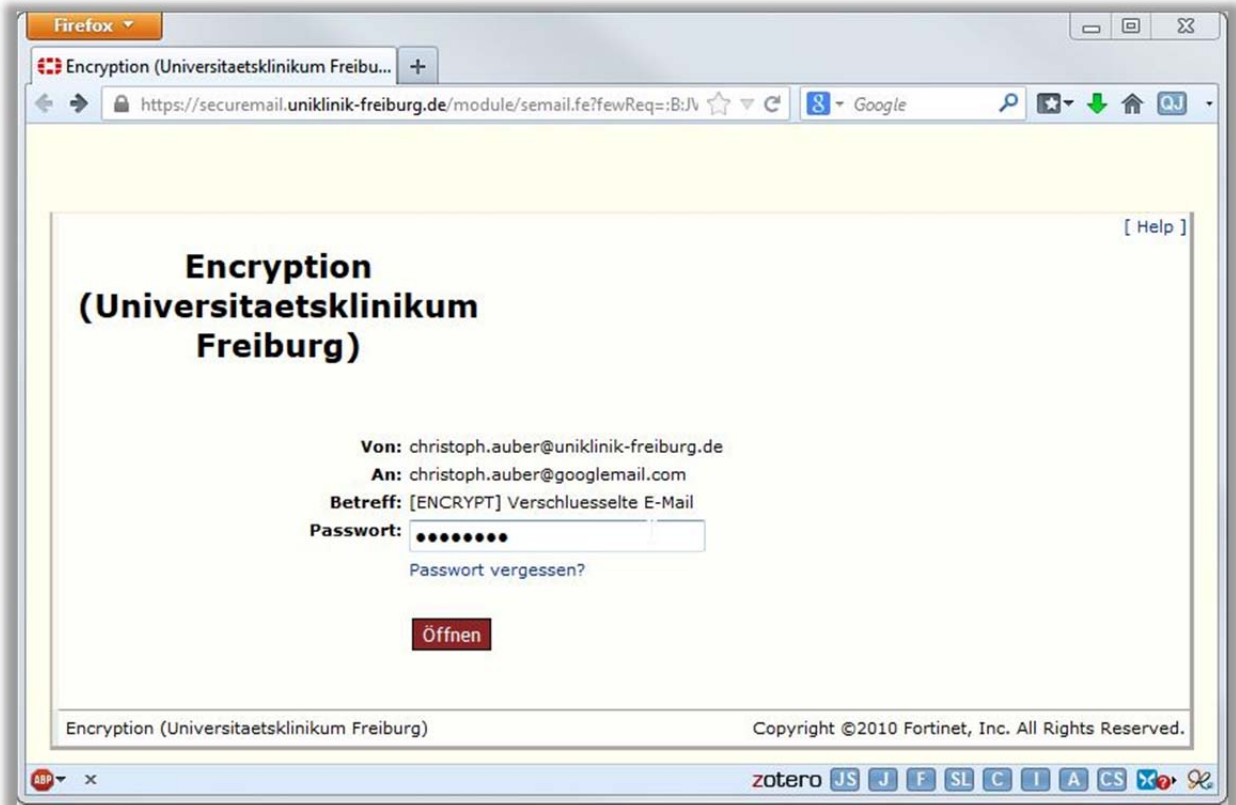 Firefox
Encryption (Universitaetsklinikum Freibu...
https://securemail.uniklinik-freiburg.de/module/semail.fe?fewReq=:B:JV
Google
QJ
[ Help ]
Encryption
(Universitaetsklinikum
Freiburg)
Von: christoph.auber@uniklinik-freiburg.de
An: christoph.auber@googlemail.com
Betreff: [ENCRYPT] Verschluesselte E-Mail
Passwort: ••••••••
Passwort vergessen?
Öffnen
Encryption (Universitaetsklinikum Freiburg) Copyright ©2010 Fortinet, Inc. All Rights Reserved.
ABP x zotero JS J F SL C I A CS